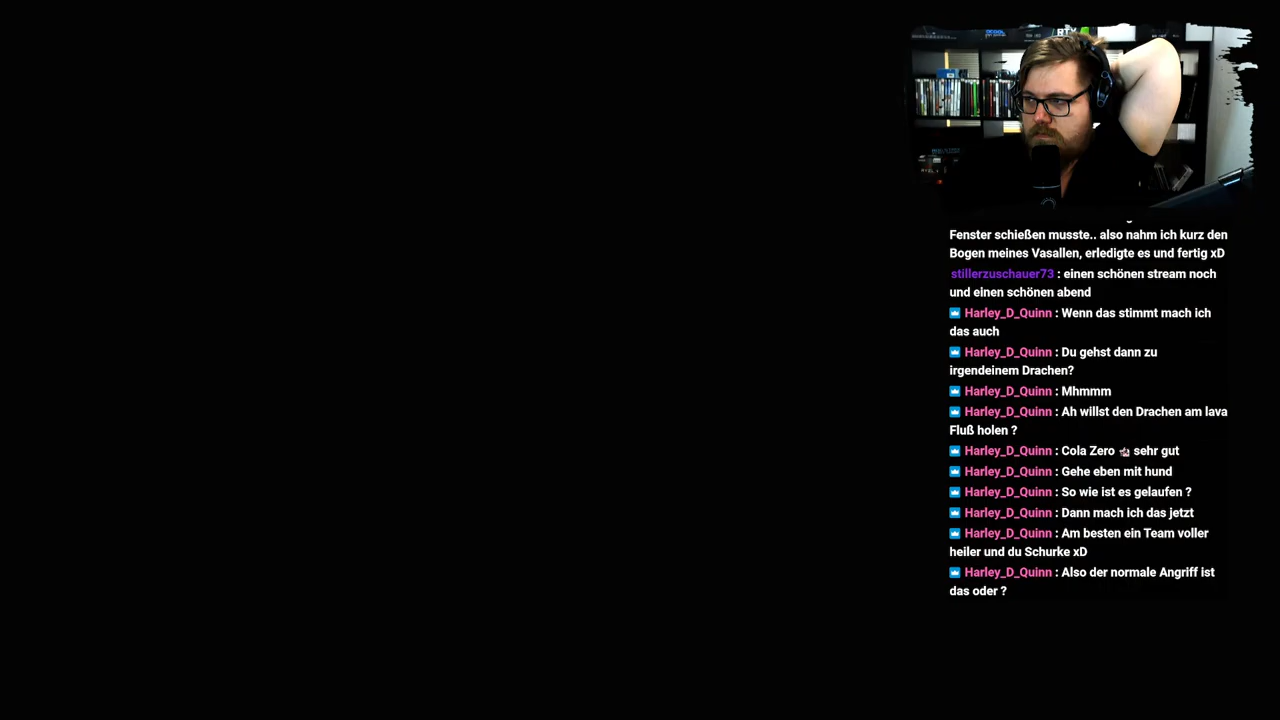 RTX
Fenster schießen musste.. also nahm ich kurz den
Bogen meines Vasallen, erledigte es und fertig xD
stillerzuschauer73 : einen schönen stream noch
und einen schönen abend
Harley_D_Quinn : Wenn das stimmt mach ich
das auch
Harley_D_Quinn : Du gehst dann zu
irgendeinem Drachen?
Harley_D_Quinn : Mhmmm
Harley_D_Quinn : Ah willst den Drachen am lava
Fluß holen ?
Harley_D_Quinn : Cola Zero sehr gut
Harley_D_Quinn : Gehe eben mit hund
Harley_D_Quinn : So wie ist es gelaufen ?
Harley_D_Quinn : Dann mach ich das jetzt
Harley_D_Quinn : Am besten ein Team voller
heiler und du Schurke xD
Harley_D_Quinn : Also der normale Angriff ist
das oder ?